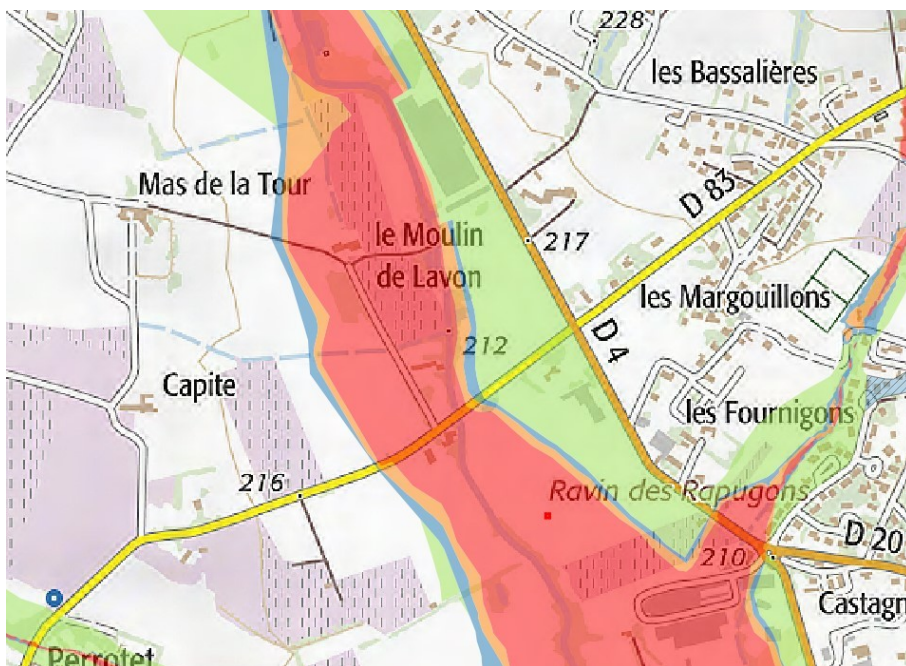 228
les Bassalières
Mas de la Tour
D 83
le Moulin
de Lavon
217
les Margouillons
212
D 4
Capite
les Fournigons
216
Ravin des Rapugons
210
D 20
Castagn
Perrotet